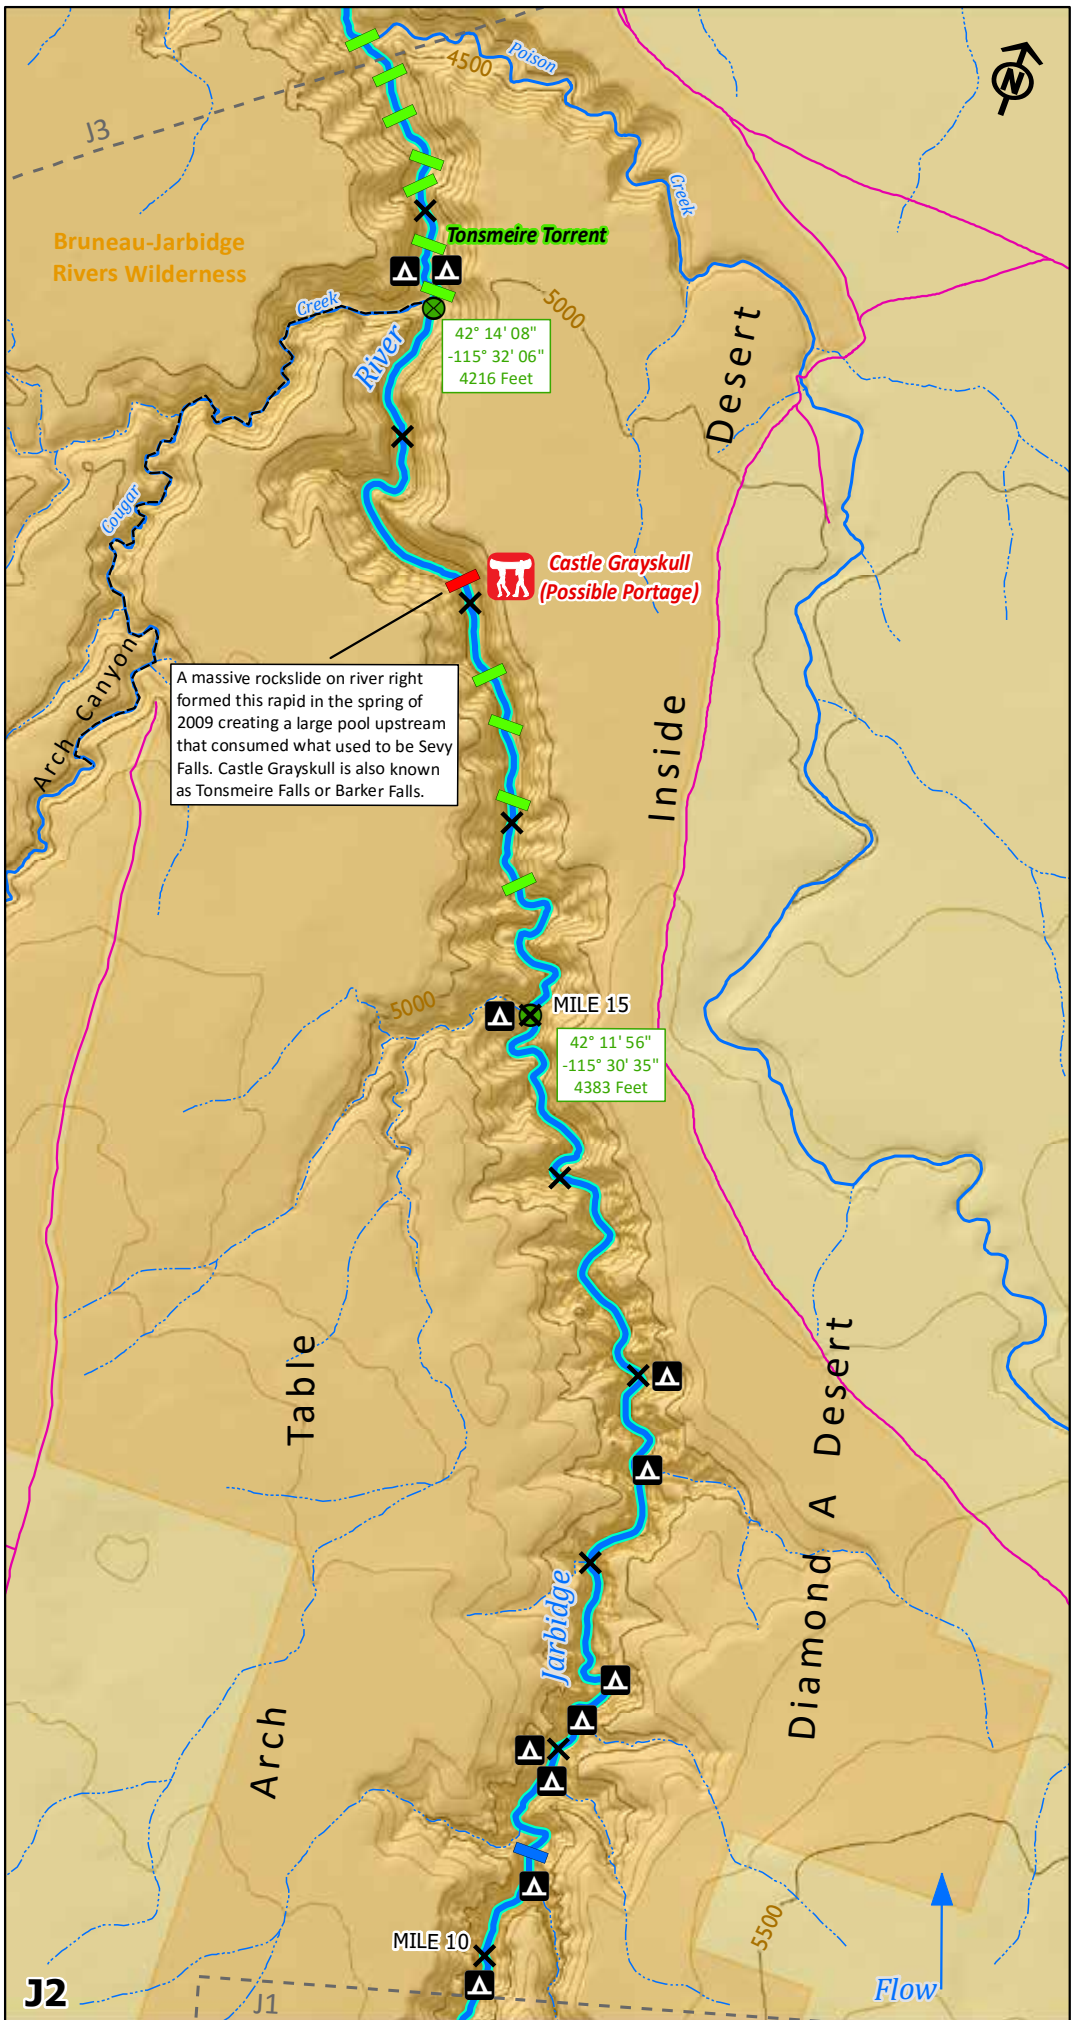 Poison
4500
N
J3
Creek
Tonsmeire Torrent
Bruneau-Jarbidge
Rivers Wilderness
Creek
5000
River
42° 14' 08"
-115° 32' 06"
4216 Feet
Desert
Cougar
Castle Grayskull
(Possible Portage)
Arch Canyon
A massive rockslide on river right
formed this rapid in the spring of
2009 creating a large pool upstream
that consumed what used to be Sevy
Falls. Castle Grayskull is also known
as Tonsmeire Falls or Barker Falls.
Inside
5000
MILE 15
42° 11' 56"
-115° 30' 35"
4383 Feet
Table
Diamond A Desert
Jarbidge
Arch
MILE 10
5500
J2
J1
Flow